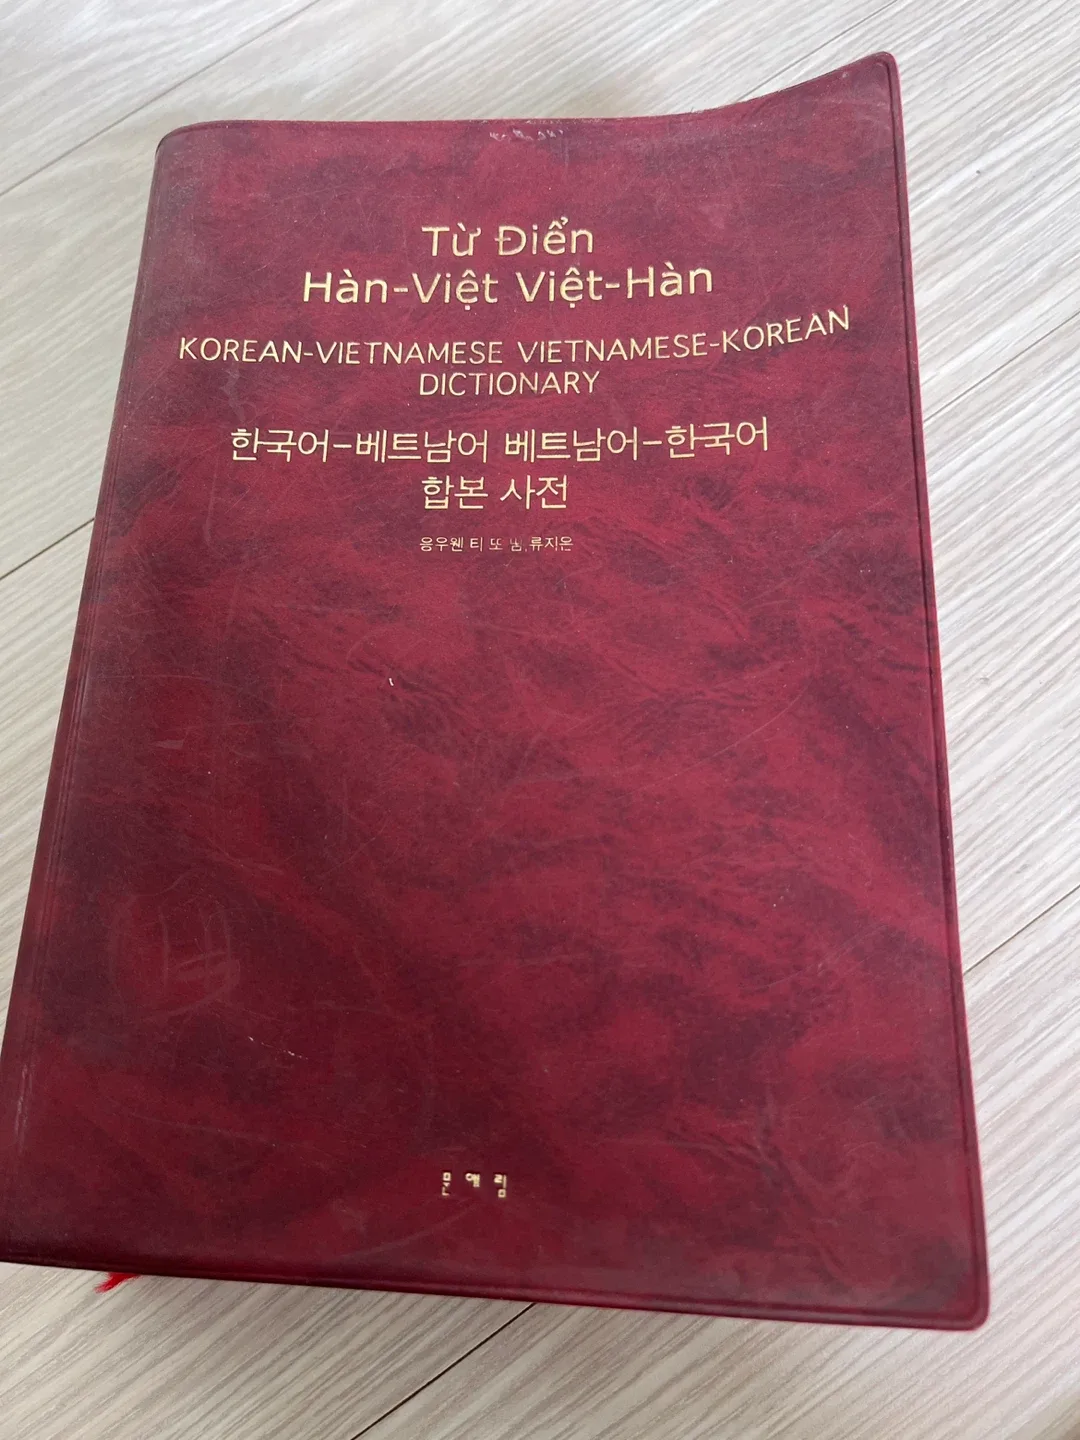 Từ Điển
Hàn-Việt Việt-Hàn
KOREAN-VIETNAMESE VIETNAMESE-KOREAN
DICTIONARY
한국어-베트남어 베트남어-한국어
합본 사전
응우웬 티 또 님,류지은
문예림